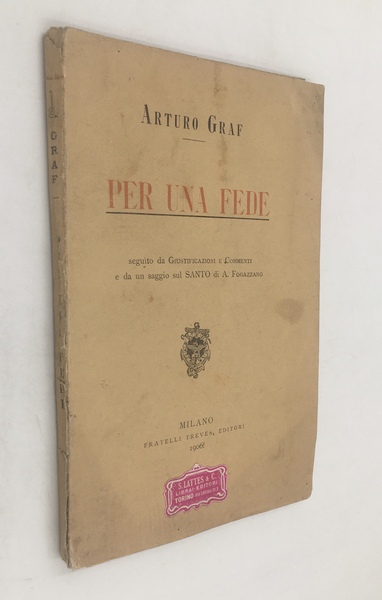 ARTURO GRAF
PER UNA FEDE
seguito da GIUSTIFICAZIONI E COMMENTI
e da un saggio sul SANTO di A. FOGAZZARO
MILANO
FRATELLI TREVES, EDITORI
1906
S. LATTES & C.
LIBRAI-EDITORI
TORINO
GRAF